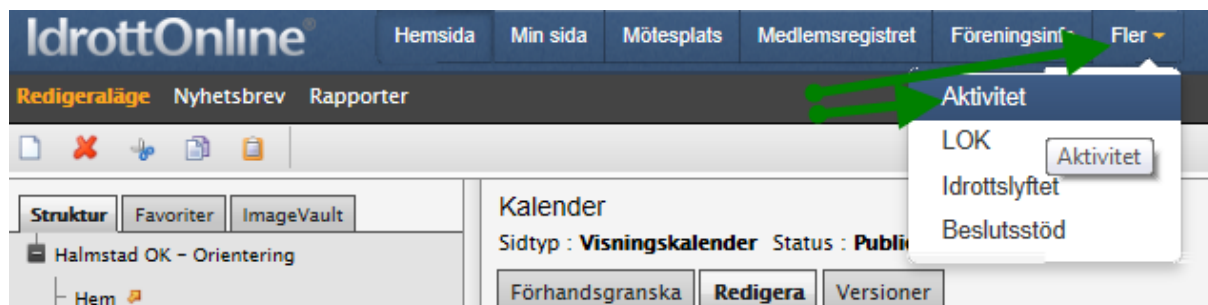 IdrottOnline®
Hemsida Min sida Mötesplats Medlemsregistret Föreningsinfo Fler
Redigeraläge Nyhetsbrev Rapporter
Aktivitet
LOK
Aktivitet
Idrottslyftet
Beslutsstöd
Struktur Favoriter ImageVault
Halmstad OK - Orientering
Hem
Kalender
Sidtyp : Visningskalender Status :
Förhandsgranska Redigera Versioner